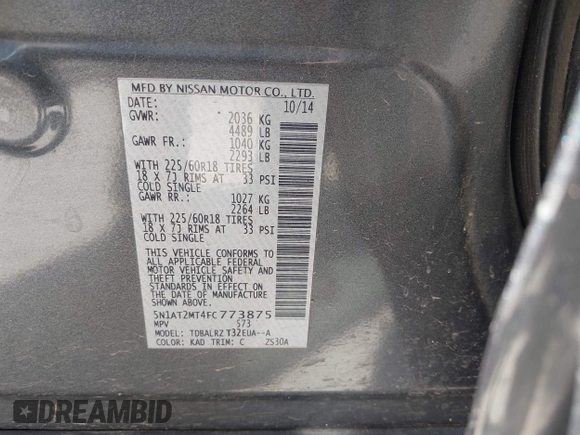 MFD BY NISSAN MOTOR CO., LTD.
DATE: 10/14
GVWR: 2036 KG
4489 LB
GAWR FR.: 1040 KG
2293 LB
WITH 225/60R18 TIRES
18 X 7J RIMS AT 33 PSI
COLD SINGLE
GAWR RR.: 1027 KG
2264 LB
WITH 225/60R18 TIRES
18 X 7J RIMS AT 33 PSI
COLD SINGLE
THIS VEHICLE CONFORMS TO
ALL APPLICABLE FEDERAL
MOTOR VEHICLE SAFETY AND
THEFT PREVENTION
STANDARDS IN EFFECT ON THE
DATE OF MANUFACTURE
SHOWN ABOVE.
5N1AT2MT4FC773875
MPV 573
MODEL: TDBALRZ T32EUA--A
COLOR: KAD TRIM: C 2S30A
DREAMBID